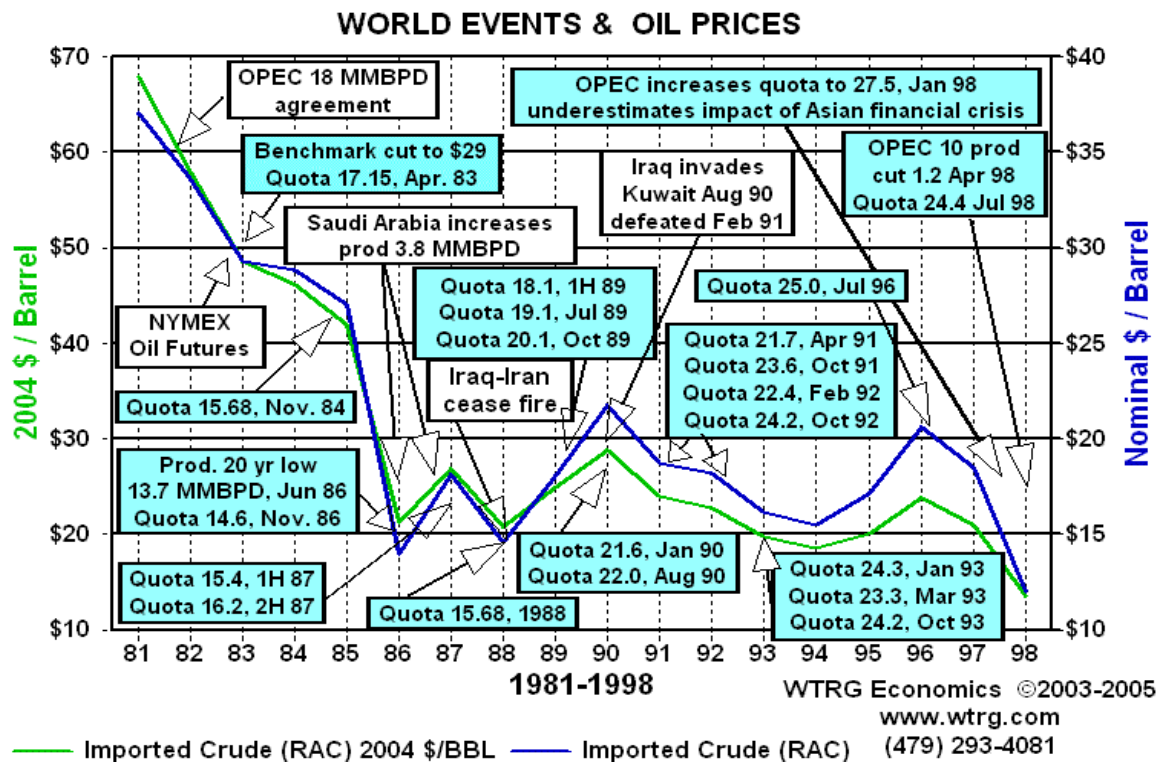 WORLD EVENTS & OIL PRICES
$70
$60
$50
$40
$30
$20
$10
2004 $ / Barrel
$40
$35
$30
$25
$20
$15
$10
Nominal $ / Barrel
OPEC 18 MMBPD
agreement
OPEC increases quota to 27.5, Jan 98
underestimates impact of Asian financial crisis
Benchmark cut to $29
Quota 17.15, Apr. 83
Iraq invades
Kuwait Aug 90
defeated Feb 91
OPEC 10 prod
cut 1.2 Apr 98
Quota 24.4 Jul 98
Saudi Arabia increases
prod 3.8 MMBPD
Quota 18.1, 1H 89
Quota 19.1, Jul 89
Quota 20.1, Oct 89
Quota 25.0, Jul 96
NYMEX
Oil Futures
Quota 21.7, Apr 91
Quota 23.6, Oct 91
Quota 22.4, Feb 92
Quota 24.2, Oct 92
Iraq-Iran
cease fire
Quota 15.68, Nov. 84
Prod. 20 yr low
13.7 MMBPD, Jun 86
Quota 14.6, Nov. 86
Quota 21.6, Jan 90
Quota 22.0, Aug 90
Quota 24.3, Jan 93
Quota 23.3, Mar 93
Quota 24.2, Oct 93
Quota 15.4, 1H 87
Quota 16.2, 2H 87
Quota 15.68, 1988
81 82 83 84 85 86 87 88 89 90 91 92 93 94 95 96 97 98
1981-1998
WTRG Economics ©2003-2005
www.wtrg.com
(479) 293-4081
Imported Crude (RAC) 2004 $/BBL
Imported Crude (RAC)